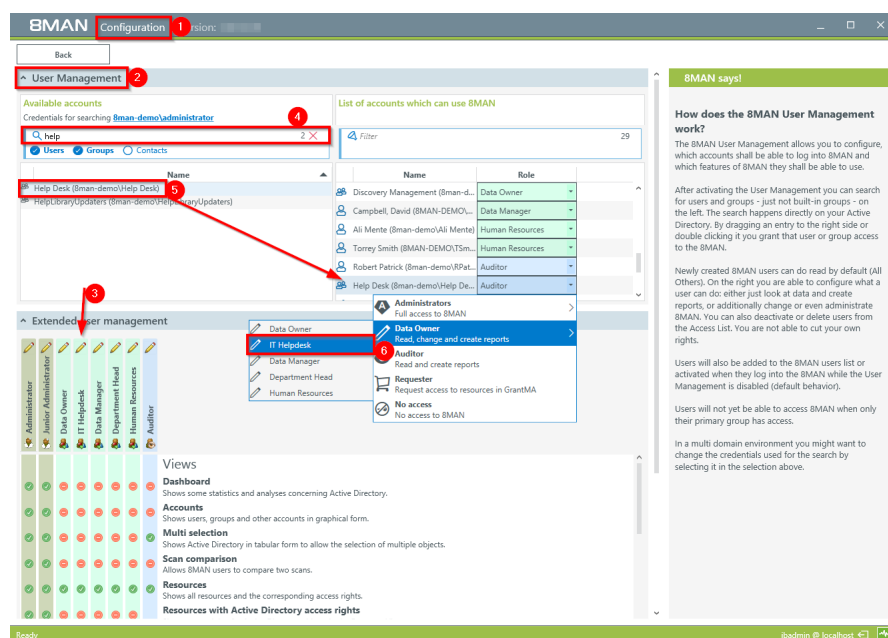 8MAN Configuration 1 Version:
Back
User Management 2
Available accounts
Credentials for searching 8man-demo\administrator
4
help 2
Users Groups Contacts
Name
Help Desk (8man-demo\Help Desk) 5
HelpLibraryUpdaters (8man-demo\HelpLibraryUpdaters)
List of accounts which can use 8MAN
Filter 29
Name Role
Discovery Management (8man-d... Data Owner
Campbell, David (8MAN-DEMO\... Data Manager
Ali Mente (8man-demo\Ali Mente) Human Resources
Torrey Smith (8MAN-DEMO\TSm... Human Resources
Robert Patrick (8man-demo\RPat... Auditor
Help Desk (8man-demo\Help De... Auditor
3
Extended user management
Administrators
Full access to 8MAN
Data Owner
Read, change and create reports
Auditor
Read and create reports
Requester
Request access to resources in GrantMA
No access
No access to 8MAN
Data Owner
IT Helpdesk
6
Data Manager
Department Head
Human Resources
Administrator
Junior Administrator
Data Owner
IT Helpdesk
Data Manager
Department Head
Human Resources
Auditor
Views
Dashboard
Shows some statistics and analyses concerning Active Directory.
Accounts
Shows users, groups and other accounts in graphical form.
Multi selection
Shows Active Directory in tabular form to allow the selection of multiple objects.
Scan comparison
Allows 8MAN users to compare two scans.
Resources
Shows all resources and the corresponding access rights.
Resources with Active Directory access rights
8MAN says!
How does the 8MAN User Management
work?
The 8MAN User Management allows you to configure,
which accounts shall be able to log into 8MAN and
which features of 8MAN they shall be able to use.
After activating the User Management you can search
for users and groups - just not built-in groups - on
the left. The search happens directly on your Active
Directory. By dragging an entry to the right side or
double clicking it you grant that user or group access
to the 8MAN.
Newly created 8MAN users can do read by default (All
Others). On the right you are able to configure what a
user can do: either just look at data and create
reports, or additionally change or even administrate
8MAN. You can also deactivate or delete users from
the Access List. You are not able to cut your own
rights.
Users will also be added to the 8MAN users list or
activated when they log into the 8MAN while the User
Management is disabled (default behavior).
Users will not yet be able to access 8MAN when only
their primary group has access.
In a multi domain environment you might want to
change the credentials used for the search by
selecting it in the selection above.
Ready
ibadmin @ localhost